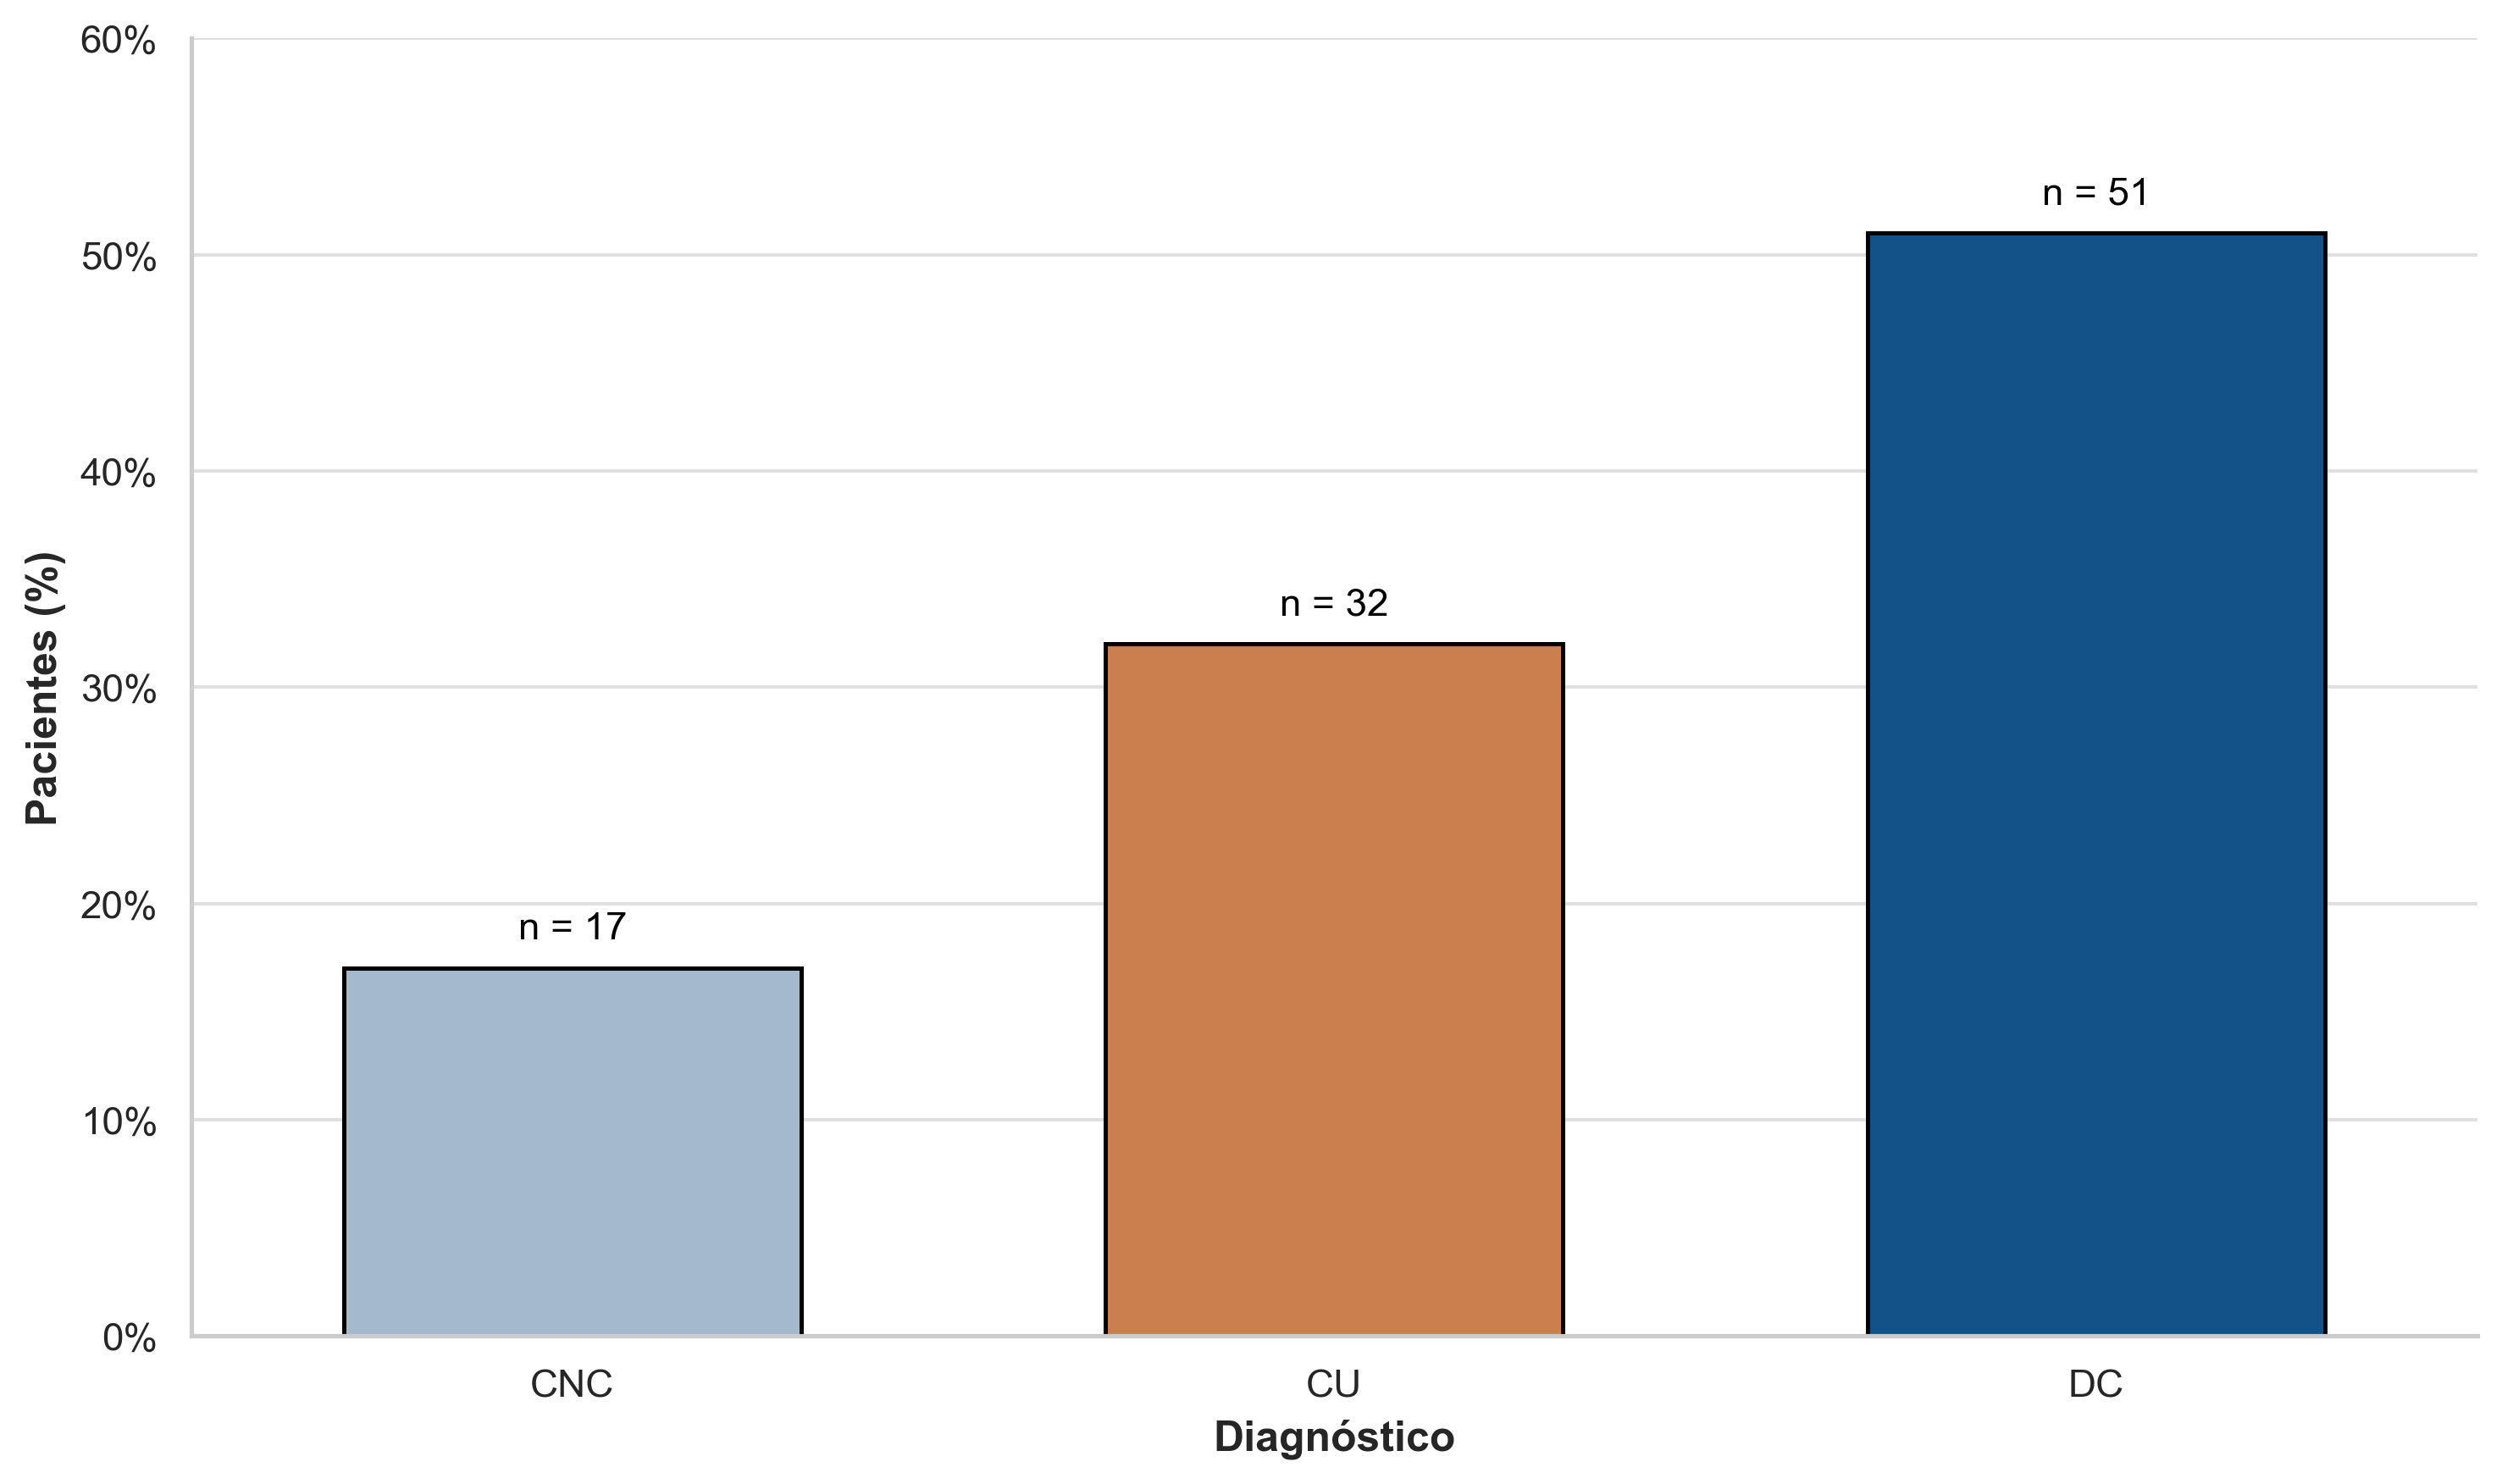 60%
50%
40%
30%
20%
10%
0%
Pacientes (%)
n = 17
n = 32
n = 51
CNC
CU
DC
Diagnóstico